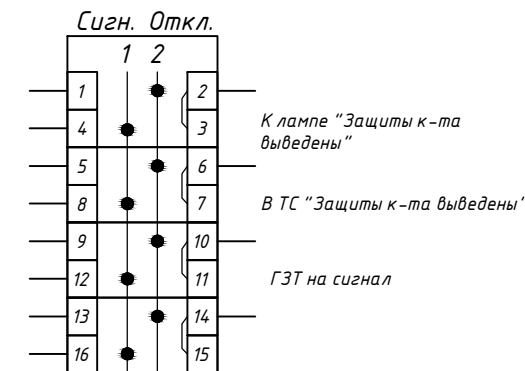 Сигн. Откл.
1 2
1 2
4 3 К лампе "Защиты к-та
выведены"
5 6
8 7 В ТС "Защиты к-та выведены"
9 10
12 11 ГЗТ на сигнал
13 14
16 15